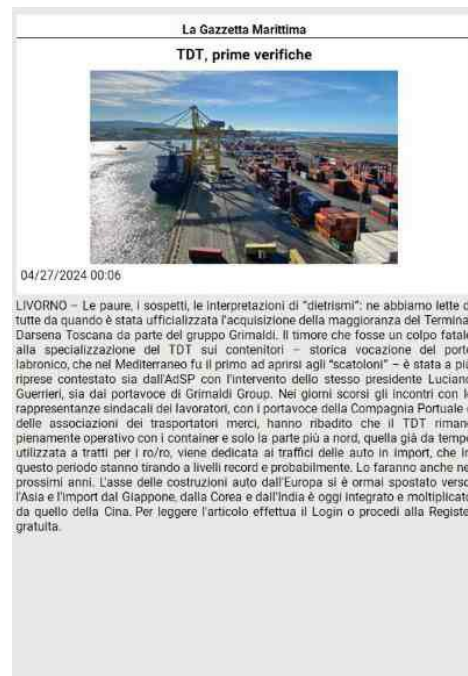 La Gazzetta Marittima
TDT, prime verifiche
04/27/2024 00:06
LIVORNO – Le paure, i sospetti, le interpretazioni di "dietrismi": ne abbiamo lette d
tutte da quando è stata ufficializzata l'acquisizione della maggioranza del Termina
Darsena Toscana da parte del gruppo Grimaldi. Il timore che fosse un colpo fatale
alla specializzazione del TDT sui contenitori – storica vocazione del porto
labronico, che nel Mediterraneo fu il primo ad aprirsi agli "scatoloni" – è stata a più
riprese contestato sia dall'AdSP con l'intervento dello stesso presidente Luciano
Guerrieri, sia dai portavoce di Grimaldi Group. Nei giorni scorsi gli incontri con le
rappresentanze sindacali dei lavoratori, con i portavoce della Compagnia Portuale e
delle associazioni dei trasportatori merci, hanno ribadito che il TDT rimane
pienamente operativo con i container e solo la parte più a nord, quella già da tempo
utilizzata a tratti per i ro/ro, viene dedicata ai traffici delle auto in import, che in
questo periodo stanno tirando a livelli record e probabilmente. Lo faranno anche nei
prossimi anni. L'asse delle costruzioni auto dall'Europa si è ormai spostato verso
l'Asia e l'import dal Giappone, dalla Corea e dall'India è oggi integrato e moltiplicato
da quello della Cina. Per leggere l'articolo effettua il Login o procedi alla Registe
gratuita.